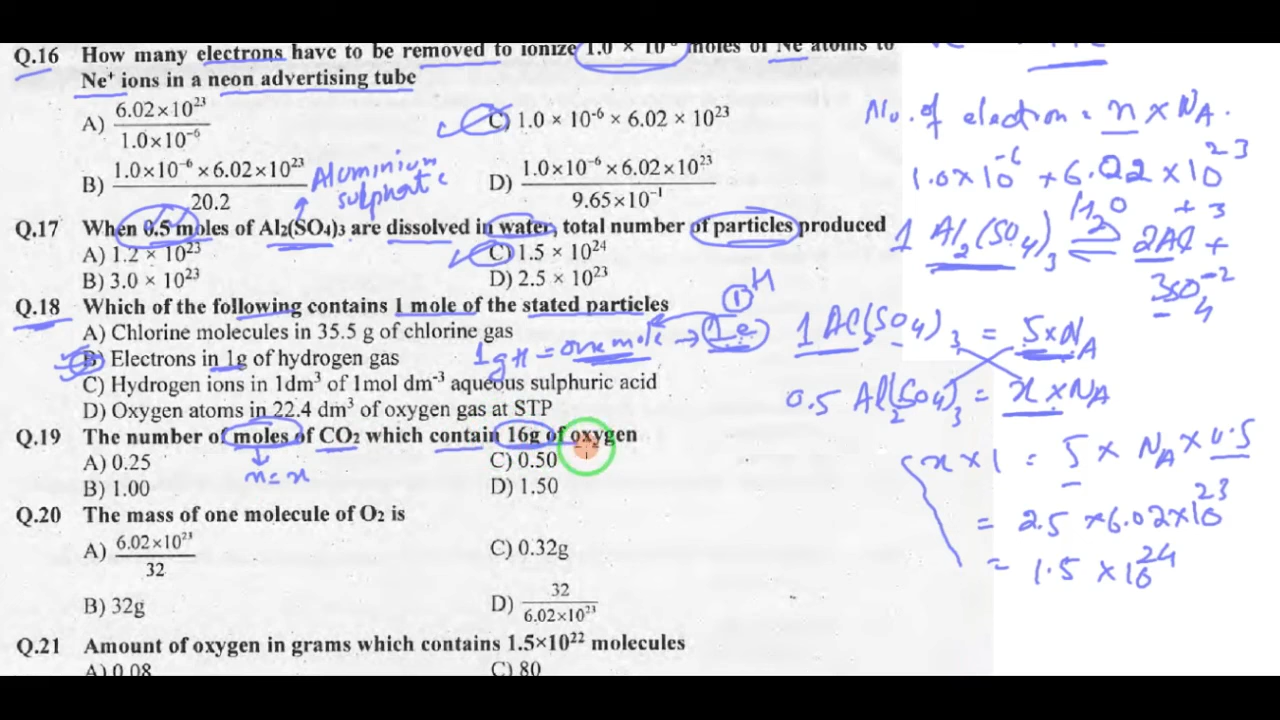 Q.16 How many electrons have to be removed to ionize 1.0 × 10⁻⁶ moles of Ne atoms to
Ne⁺ ions in a neon advertising tube
A) 6.02×10²³
1.0×10⁻⁶
C) 1.0 × 10⁻⁶ × 6.02 × 10²³
B) 1.0×10⁻⁶ ×6.02×10²³
20.2
D) 1.0×10⁻⁶ ×6.02×10²³
9.65×10⁻¹
Aluminium
sulphate
Q.17 When 0.5 moles of Al₂(SO₄)₃ are dissolved in water, total number of particles produced
A) 1.2 × 10²³
C) 1.5 × 10²⁴
B) 3.0 × 10²³
D) 2.5 × 10²³
Q.18 Which of the following contains 1 mole of the stated particles
A) Chlorine molecules in 35.5 g of chlorine gas
B) Electrons in 1g of hydrogen gas
1g H = one mole → 1e
① H
C) Hydrogen ions in 1dm³ of 1mol dm⁻³ aqueous sulphuric acid
D) Oxygen atoms in 22.4 dm³ of oxygen gas at STP
Q.19 The number of moles of CO₂ which contain 16g of oxygen
A) 0.25
C) 0.50
n = x
B) 1.00
D) 1.50
Q.20 The mass of one molecule of O₂ is
A) 6.02×10²³
32
C) 0.32g
B) 32g
D) 32
6.02×10²³
Q.21 Amount of oxygen in grams which contains 1.5×10²² molecules
A) 0.08
C) 80
No. of electron = n × NA.
1.0×10⁻⁶ + 6.022 × 10²³
1 Al₂(SO₄)₃ ⇌ H₂O 2Al⁺³ +
3SO₄⁻²
1 Al₂(SO₄)₃ = 5 × NA
0.5 Al₂(SO₄)₃ = x × NA
x × 1 = 5 × NA × 0.5
= 2.5 × 6.02×10²³
= 1.5 × 10²⁴